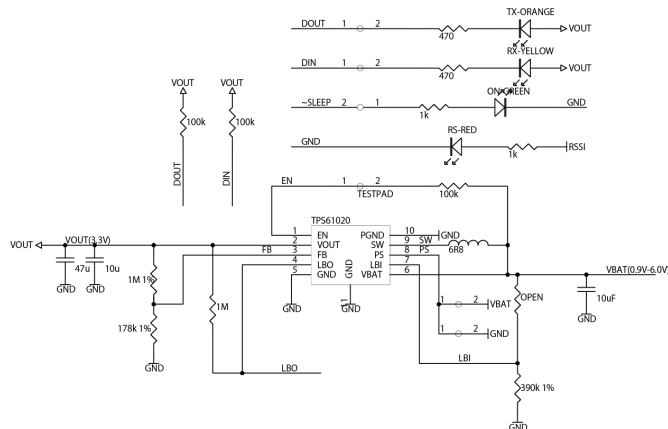 TX-ORANGE
DOUT 1 2 470 VOUT
RX-YELLOW
DIN 1 2 470 VOUT
ON-GREEN
~SLEEP 2 1 1k GND
RS-RED
GND 1k RSSI
VOUT VOUT
100k 100k
DOUT DIN
EN 1 2 100k
TESTPAD
TPS61020
1 EN PGND 10 GND
2 VOUT SW 9 SW 6R8
3 FB PS 8 PS
4 LBO LBI 7
5 GND GND VBAT 6
11
VOUT VOUT(3,3V)
FB
VBAT(0.9V-6.0V)
47u 10u
GND GND
1M 1%
1M
GND GND
1 2 VBAT
OPEN
10uF
GND
178k 1%
1 2 GND
GND
LBO
LBI
390k 1%
GND